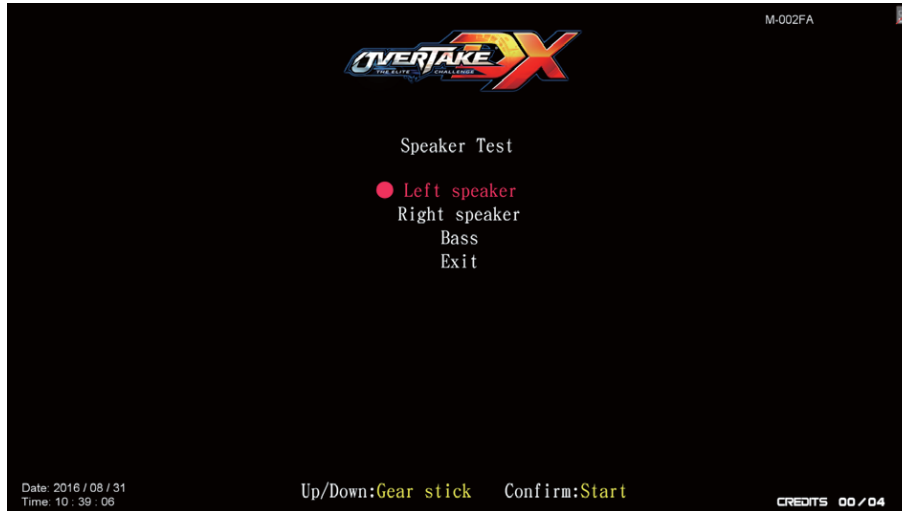 M-002FA
OVERTAKE DX
THE ELITE CHALLENGE
Speaker Test
Left speaker
Right speaker
Bass
Exit
Date: 2016 / 08 / 31
Time: 10 : 39 : 06
Up/Down:Gear stick Confirm:Start
CREDITS 00/04